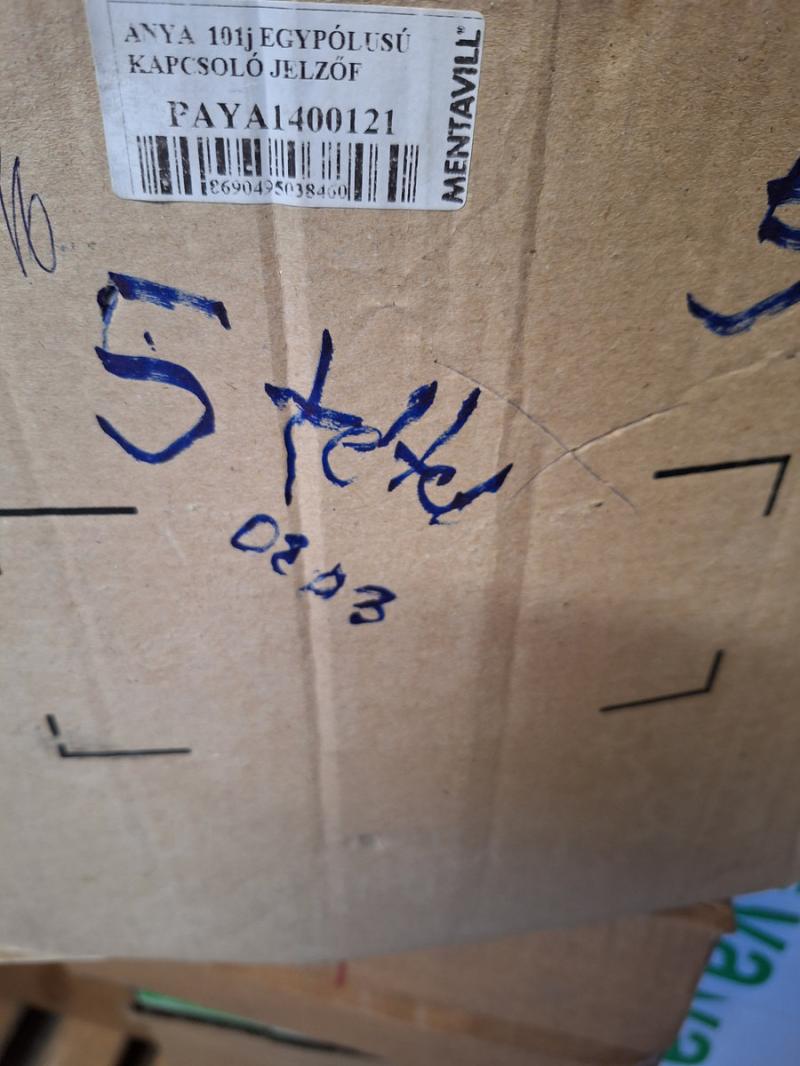 ANYA 101j EGYPÓLUSÚ
KAPCSOLÓ JELZŐF
PAYA1400121
8690495038460
MENTAVILL®
5 tétel
0203